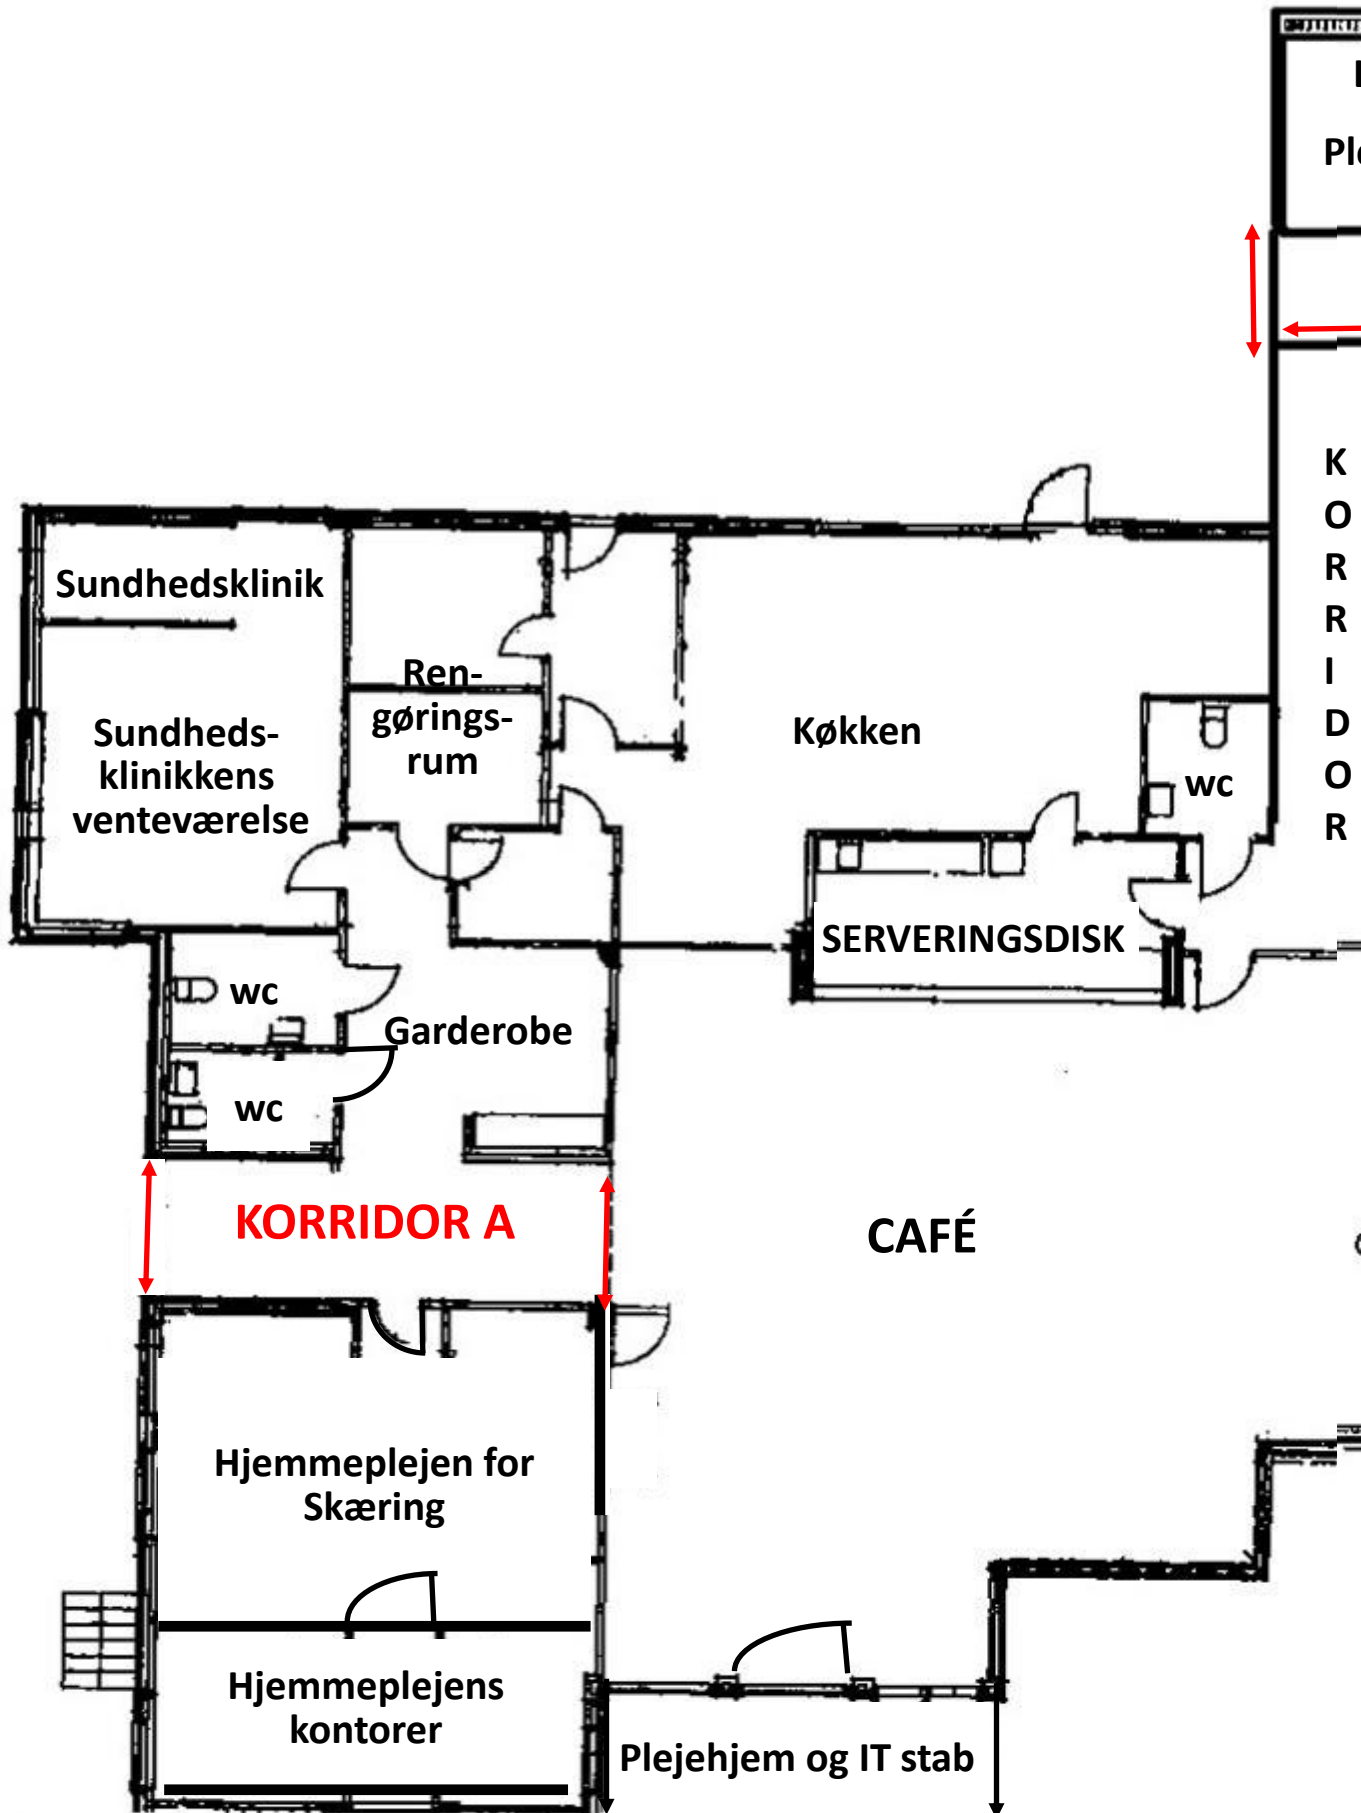 Sundhedsklinik
Ren-
gørings-
rum
Sundheds-
klinikkens
venteværelse
Køkken
wc
K
O
R
R
I
D
O
R
SERVERINGSDISK
wc
Garderobe
wc
KORRIDOR A
CAFÉ
Hjemmeplejen for
Skæring
Hjemmeplejens
kontorer
Plejehjem og IT stab